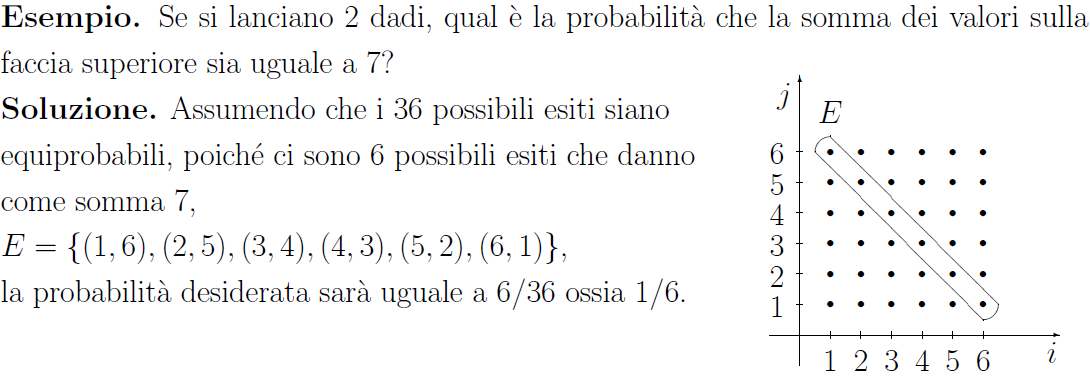 Esempio. Se si lanciano 2 dadi, qual è la probabilità che la somma dei valori sulla
faccia superiore sia uguale a 7?
Soluzione. Assumendo che i 36 possibili esiti siano
equiprobabili, poiché ci sono 6 possibili esiti che danno
come somma 7,
E = {(1, 6), (2, 5), (3, 4), (4, 3), (5, 2), (6, 1)},
la probabilità desiderata sarà uguale a 6/36 ossia 1/6.
j
E
6
5
4
3
2
1
1 2 3 4 5 6 i